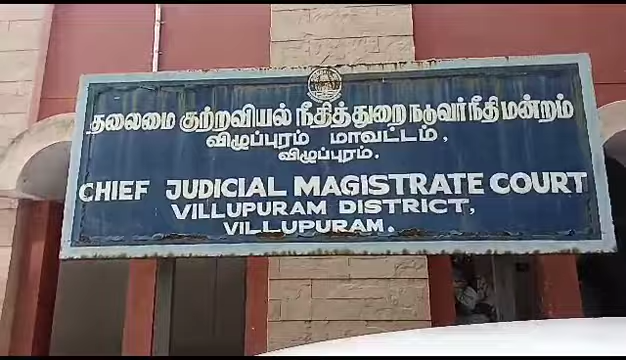 தலைமை குற்றவியல் நீதித்துறை நடுவர் நீதி மன்றம்
விழுப்புரம் மாவட்டம்,
விழுப்புரம்.
CHIEF JUDICIAL MAGISTRATE COURT
VILLUPURAM DISTRICT,
VILLUPURAM.